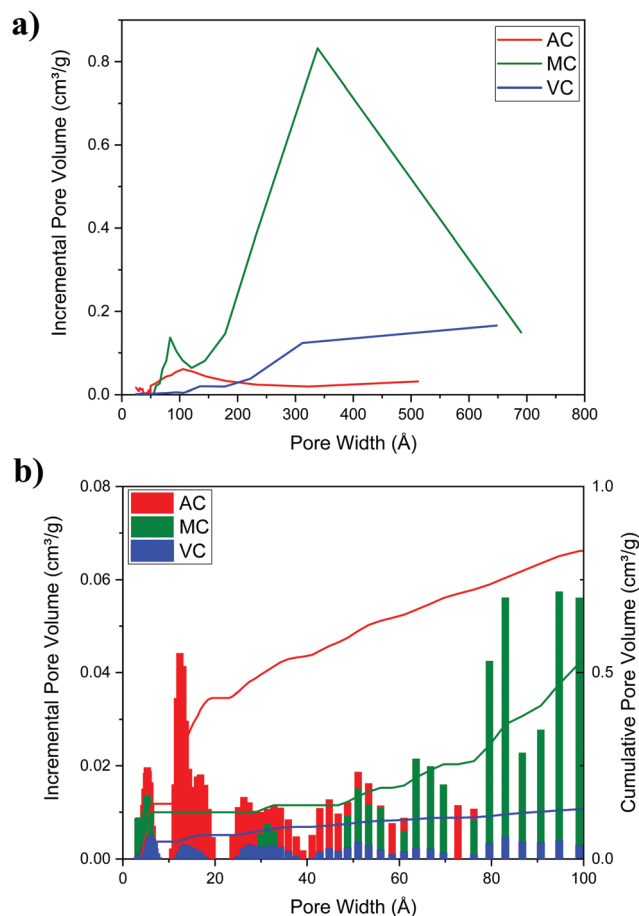 a)
AC
MC
VC
Incremental Pore Volume (cm³/g)
0.8
0.6
0.4
0.2
0.0
0 100 200 300 400 500 600 700 800
Pore Width (Å)
b)
AC
MC
VC
Incremental Pore Volume (cm³/g)
0.08
0.06
0.04
0.02
0.00
1.0
0.5
0.0
Cumulative Pore Volume (cm³/g)
0 20 40 60 80 100
Pore Width (Å)